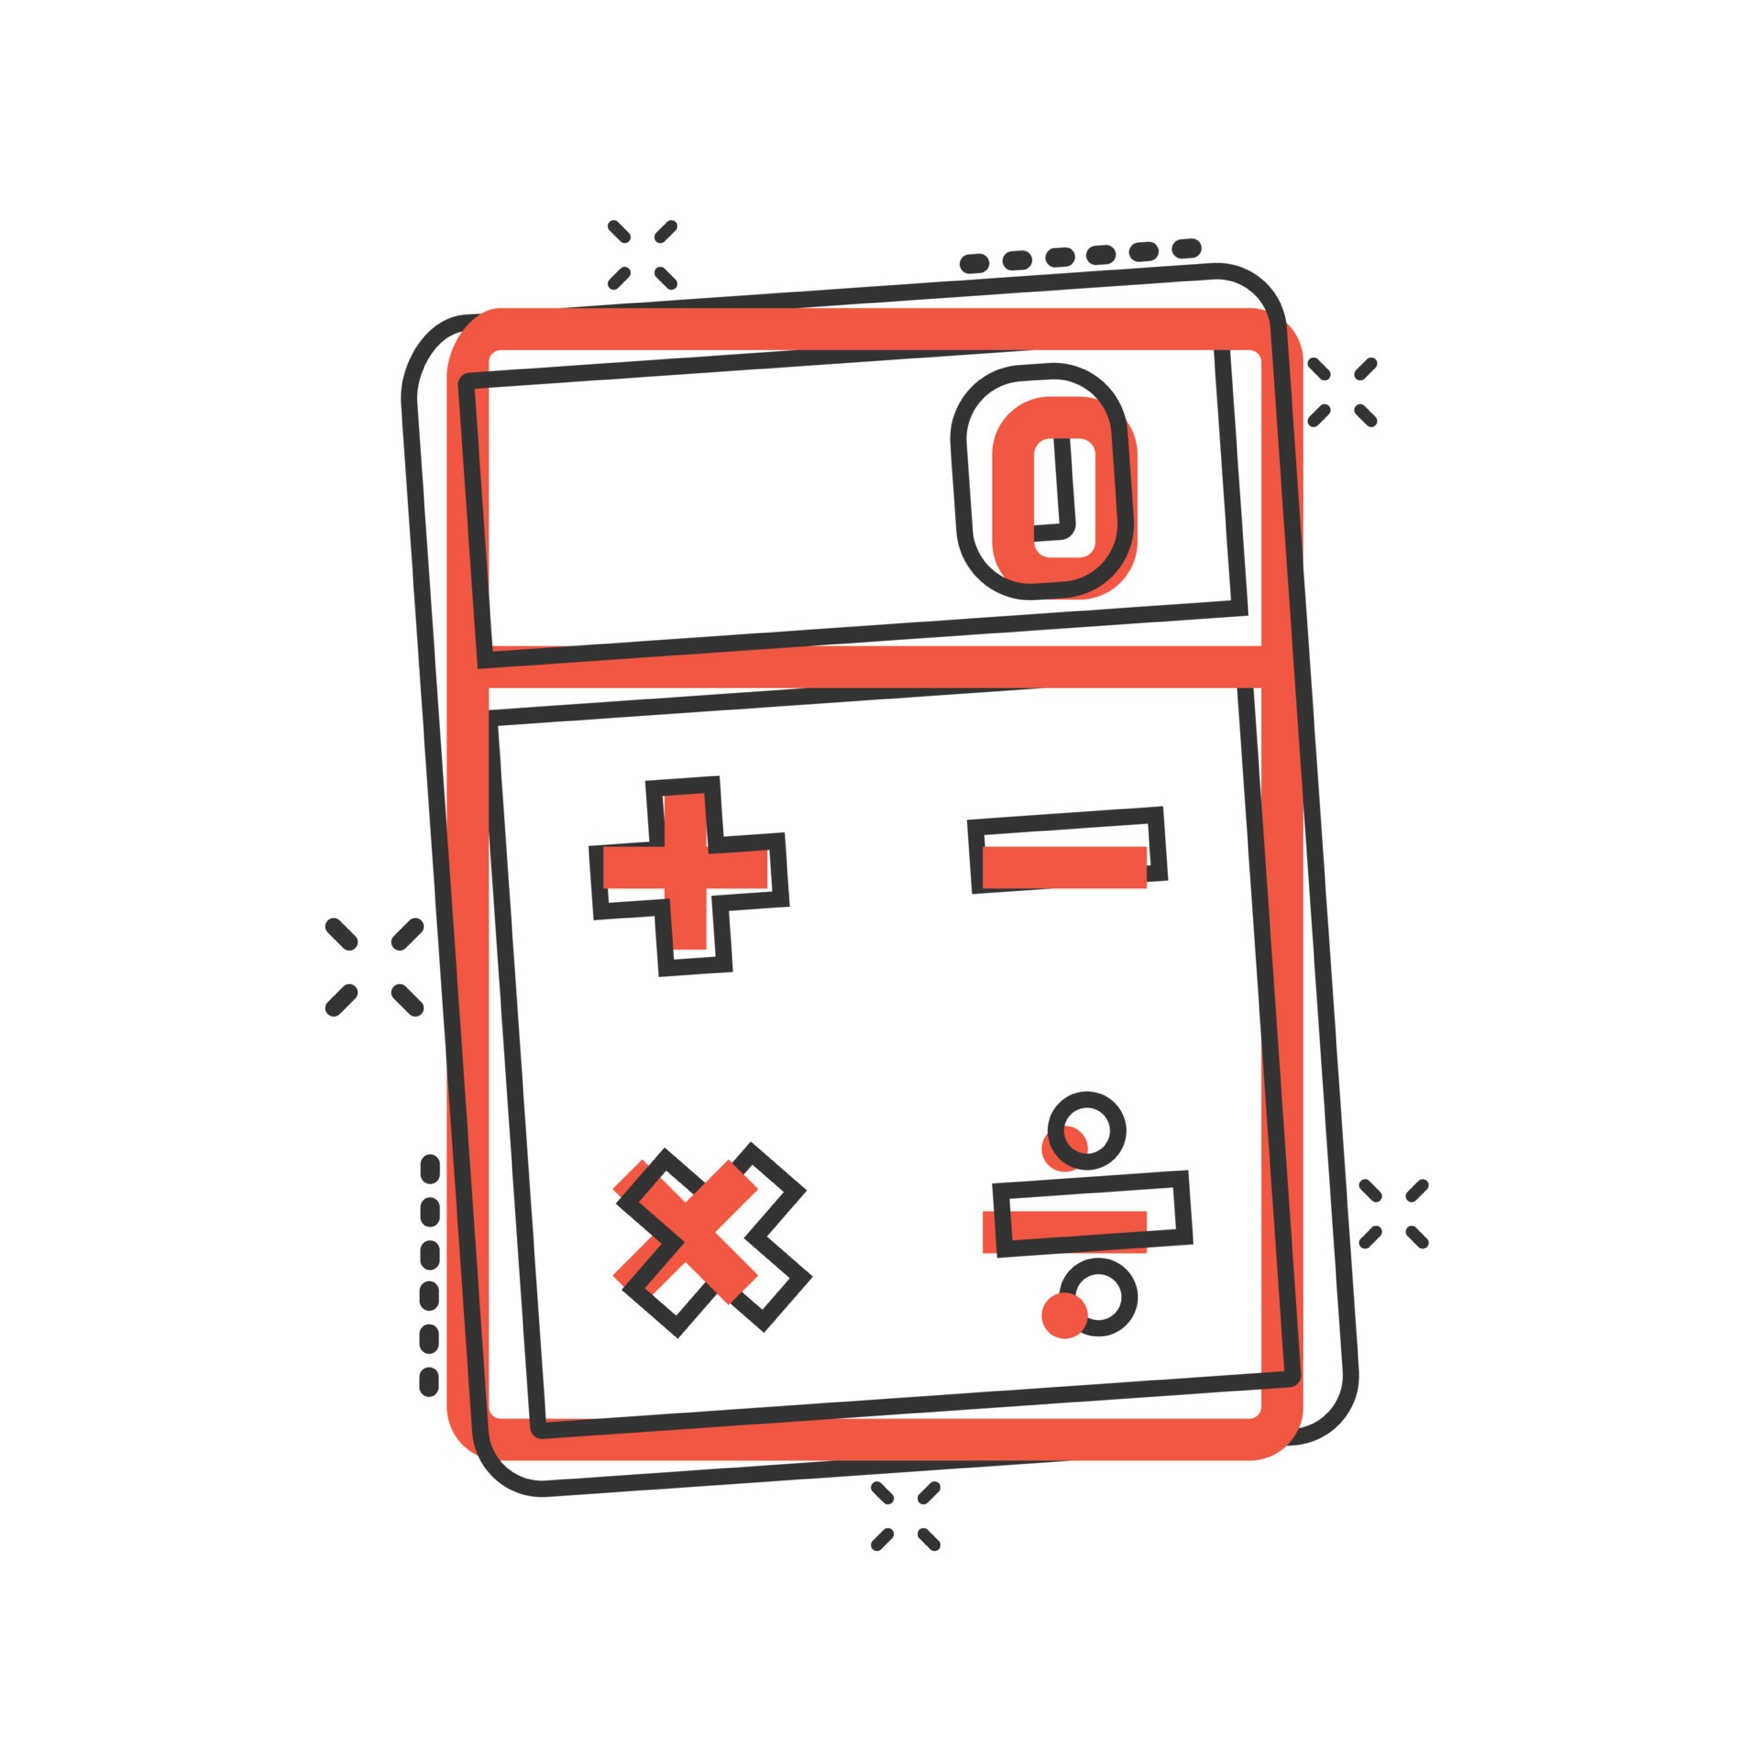 0
+ −
× ÷